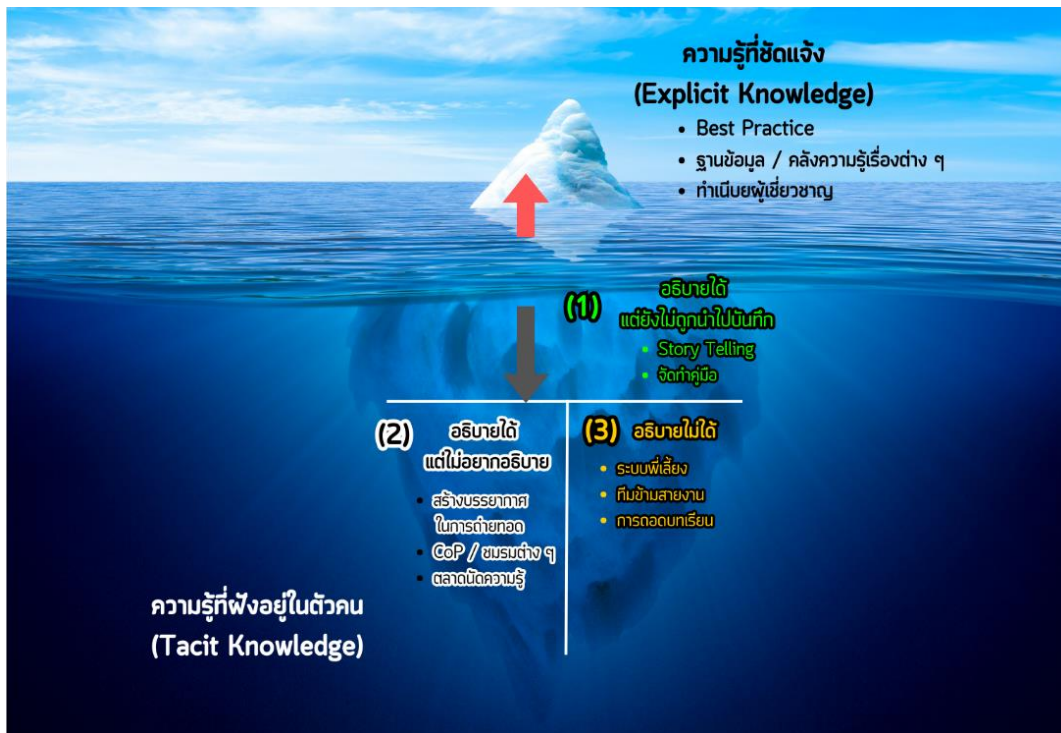 ความรู้ที่ชัดแจ้ง
(Explicit Knowledge)
• Best Practice
• ฐานข้อมูล / คลังความรู้เรื่องต่าง ๆ
• ทำเนียบผู้เชี่ยวชาญ
(1) อธิบายได้
แต่ยังไม่ถูกนำไปบันทึก
• Story Telling
• จัดทำคู่มือ
(2) อธิบายได้
แต่ไม่อยากอธิบาย
• สร้างบรรยากาศ
ในการถ่ายทอด
• CoP / ชมรมต่าง ๆ
• ตลาดนัดความรู้
(3) อธิบายไม่ได้
• ระบบพี่เลี้ยง
• ทีมข้ามสายงาน
• การถอดบทเรียน
ความรู้ที่ฝังอยู่ในตัวคน
(Tacit Knowledge)